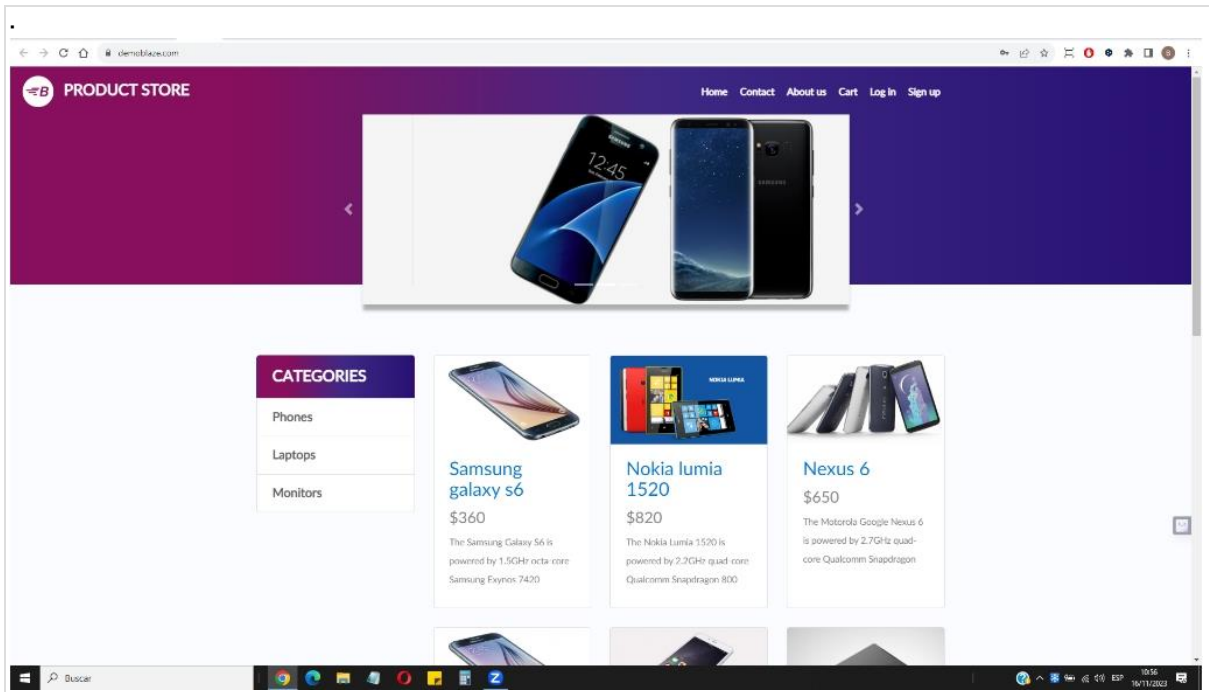 .
demoblaze.com
PRODUCT STORE
Home Contact About us Cart Log in Sign up
SAMSUNG
12:45
SAMSUNG
CATEGORIES
Phones
Laptops
Monitors
NOKIA LUMIA
Samsung
galaxy s6
$360
The Samsung Galaxy S6 is
powered by 1.5GHz octa-core
Samsung Exynos 7420
Nokia lumia
1520
$820
The Nokia Lumia 1520 is
powered by 2.2GHz quad-core
Qualcomm Snapdragon 800
Nexus 6
$650
The Motorola Google Nexus 6
is powered by 2.7GHz quad-
core Qualcomm Snapdragon
Buscar
ESP
10:56
16/11/2023